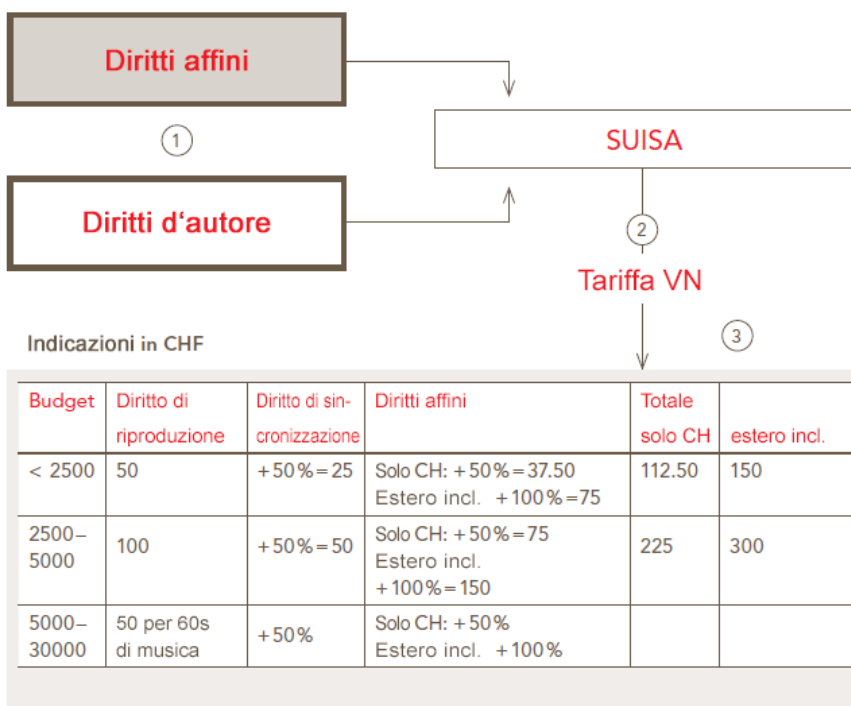 Diritti affini
1
SUISA
Diritti d‘autore
2
Tariffa VN
3
Indicazioni in CHF
Budget
Diritto di
riproduzione
Diritto di sin-
cronizzazione
Diritti affini
Totale
solo CH
estero incl.
< 2500
50
+50%=25
Solo CH: +50%=37.50
Estero incl. +100%=75
112.50
150
2500–
5000
100
+50%=50
Solo CH: +50%=75
Estero incl.
+100%=150
225
300
5000–
30000
50 per 60s
di musica
+50%
Solo CH: +50%
Estero incl. +100%